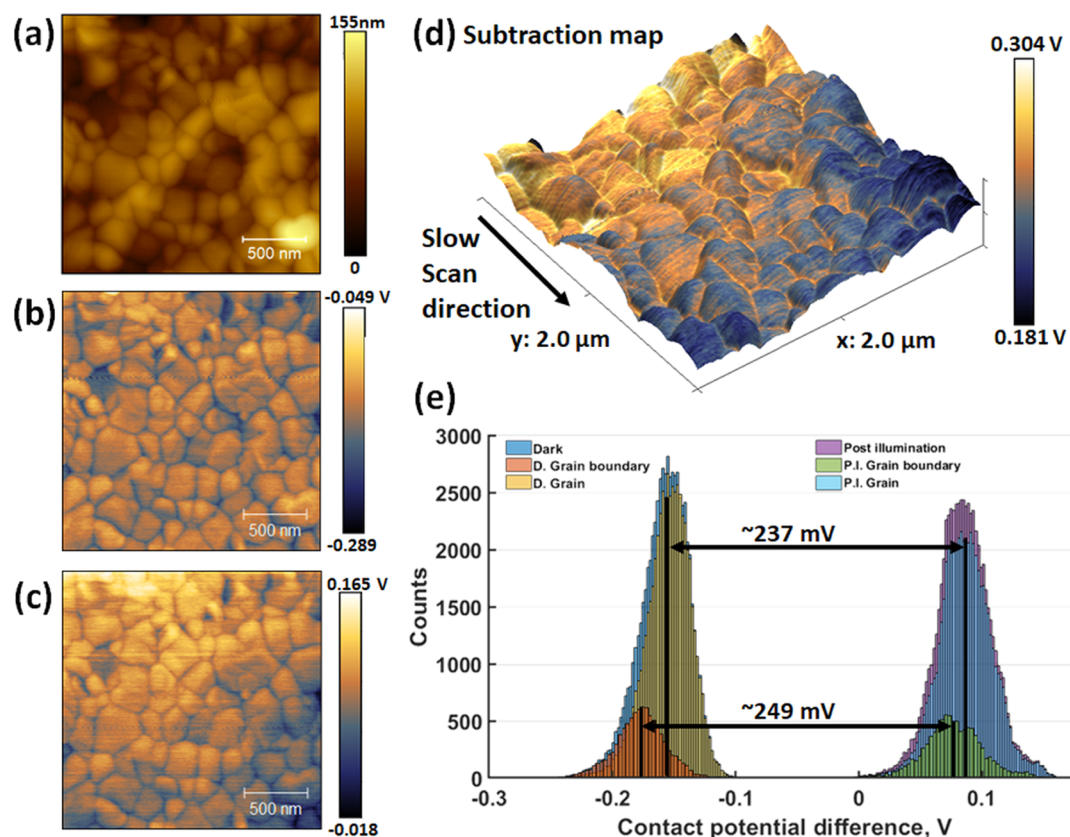 (a)
155nm
500 nm
0
(b)
-0.049 V
500 nm
-0.289
(c)
0.165 V
500 nm
-0.018
(d) Subtraction map
0.304 V
0.181 V
Slow
Scan
direction
y: 2.0 μm
x: 2.0 μm
(e)
3000
2500
2000
1500
1000
500
0
Counts
Dark
D. Grain boundary
D. Grain
Post illumination
P.I. Grain boundary
P.I. Grain
~237 mV
~249 mV
-0.3
-0.2
-0.1
0
0.1
Contact potential difference, V